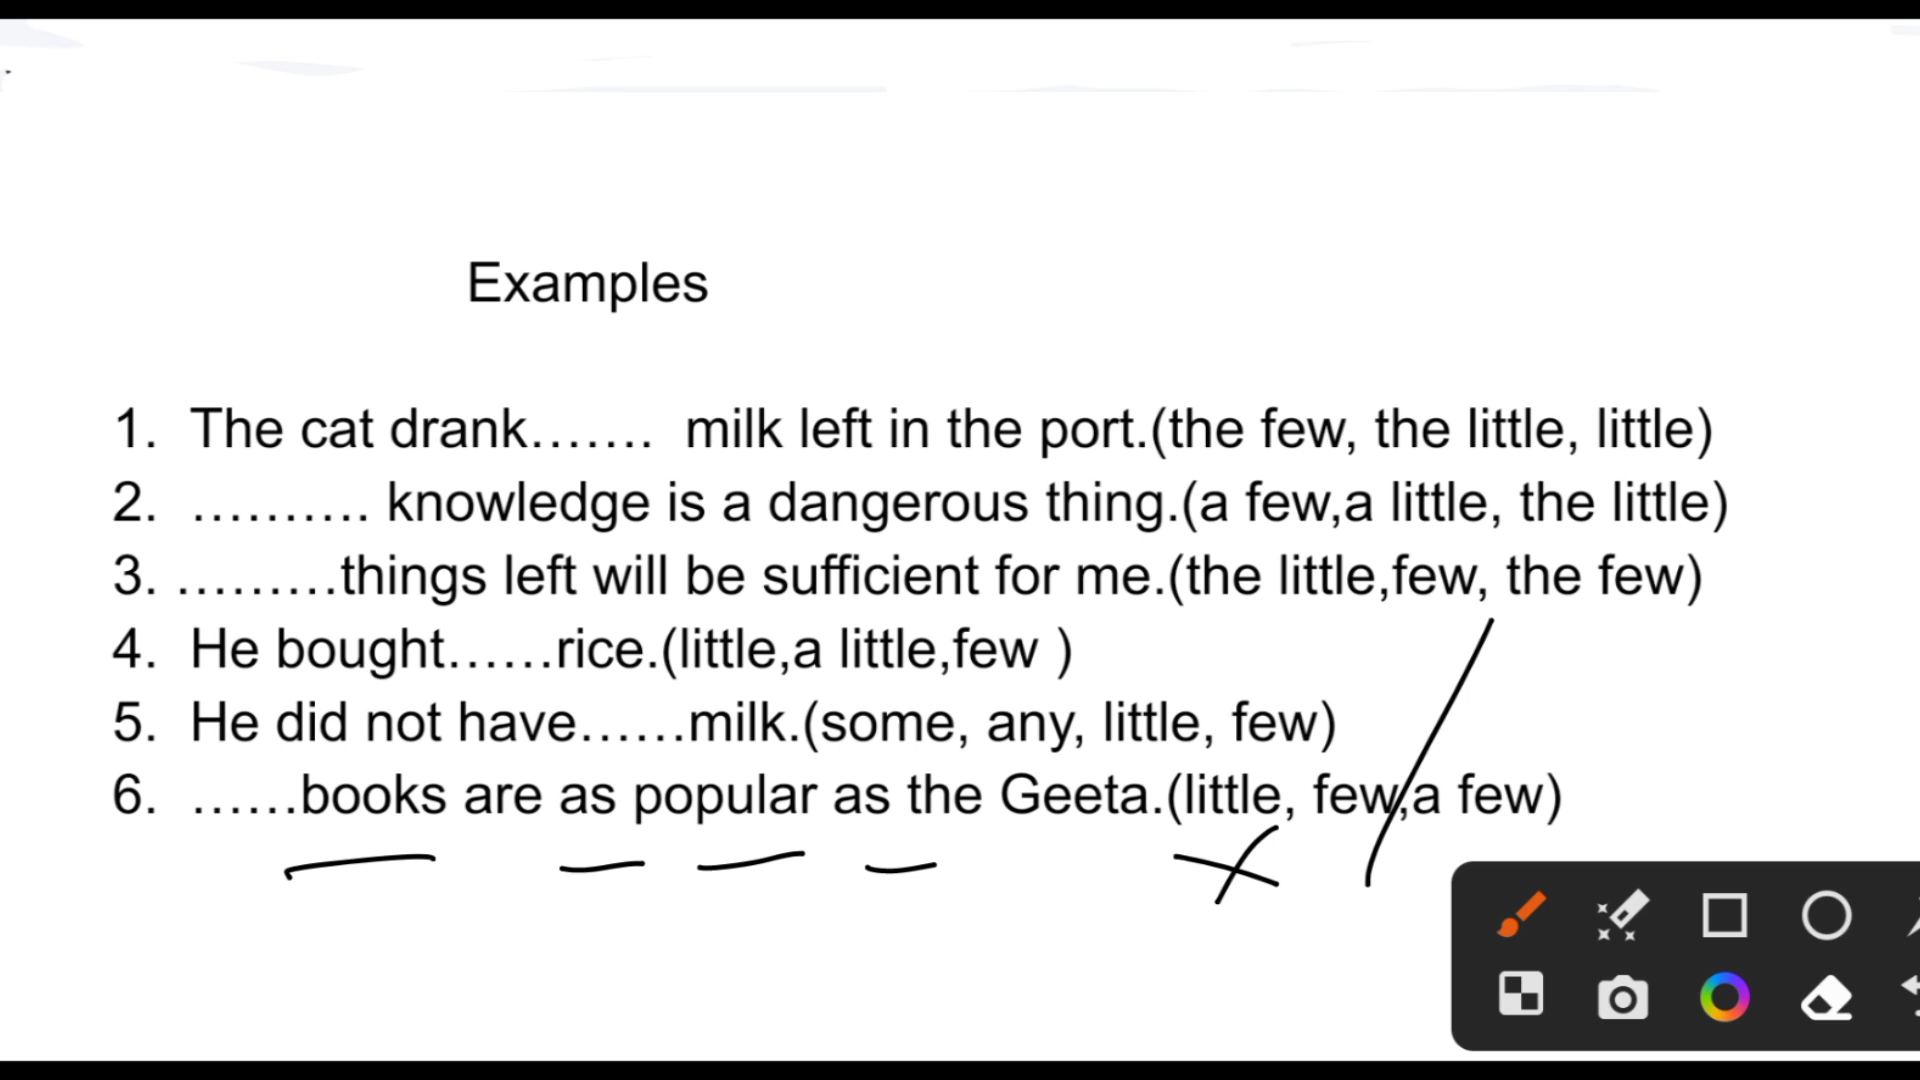 Examples
1. The cat drank....... milk left in the port.(the few, the little, little)
2. .......... knowledge is a dangerous thing.(a few,a little, the little)
3. .........things left will be sufficient for me.(the little,few, the few)
4. He bought......rice.(little,a little,few )
5. He did not have......milk.(some, any, little, few)
6. ......books are as popular as the Geeta.(little, few,a few)